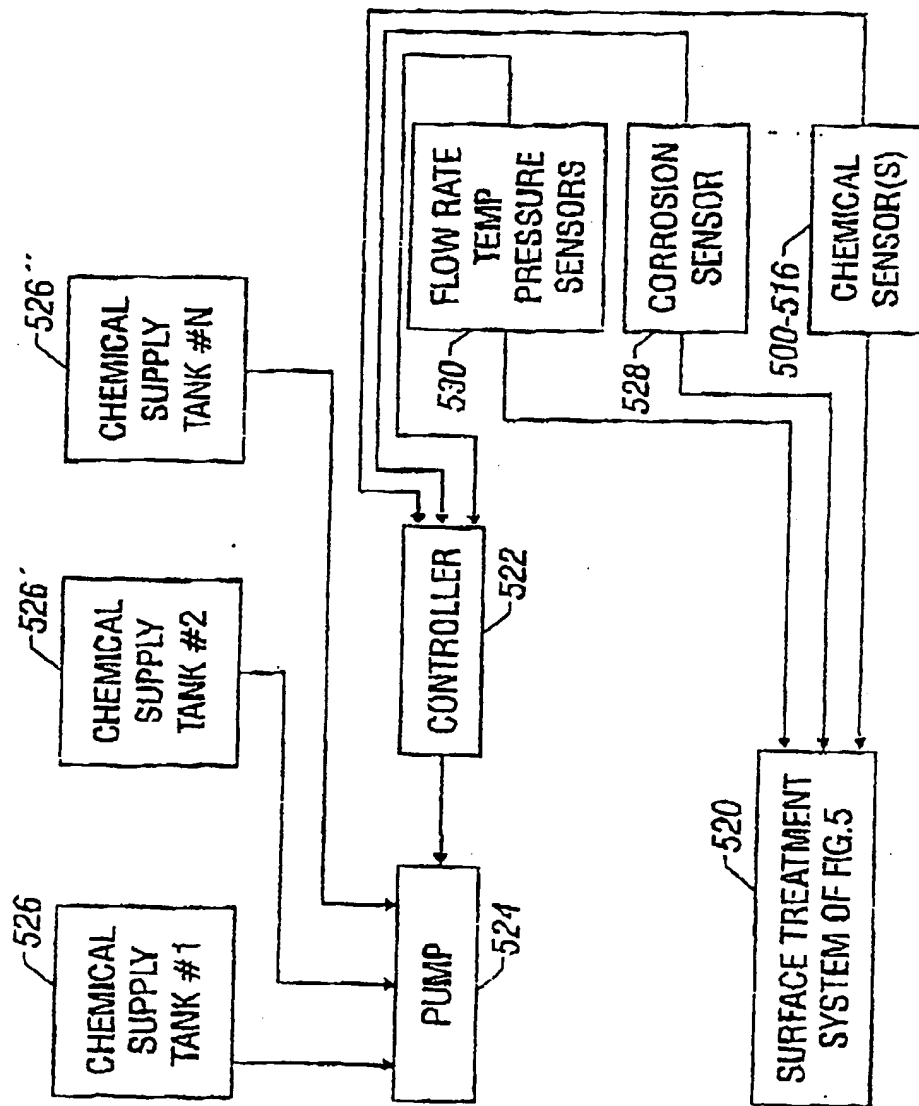 526
CHEMICAL
SUPPLY
TANK #1
526'
CHEMICAL
SUPPLY
TANK #2
526''
CHEMICAL
SUPPLY
TANK #N
PUMP
524
CONTROLLER
522
FLOW RATE
TEMP
PRESSURE
SENSORS
530
CORROSION
SENSOR
528
CHEMICAL
SENSOR(S)
500-516
520
SURFACE TREATMENT
SYSTEM OF FIG.5